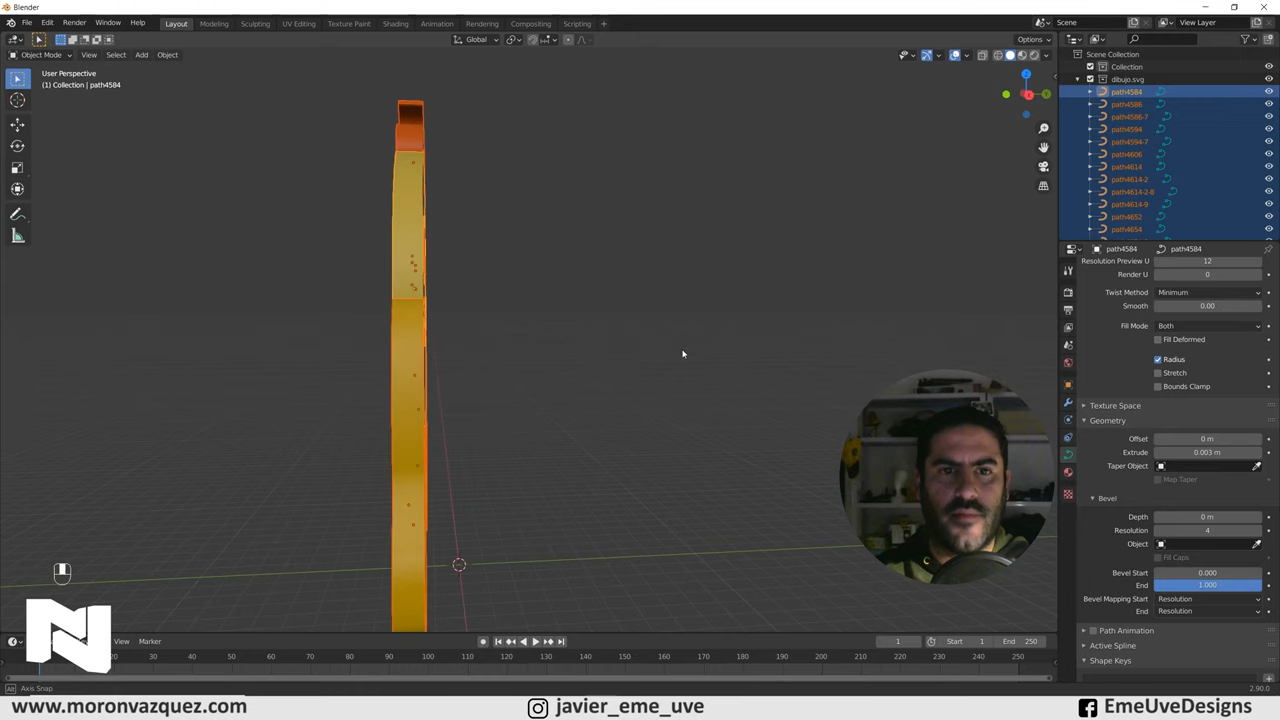 Blender
File Edit Render Window Help Layout Modeling Sculpting UV Editing Texture Paint Shading Animation Rendering Compositing Scripting + Scene View Layer
Global Options
Object Mode View Select Add Object
User Perspective
(1) Collection | path4584
Scene Collection
Collection
dibujo.svg
path4584
path4586
path4586-7
path4594
path4594-7
path4606
path4614
path4614-2
path4614-2-8
path4614-9
path4652
path4654
path4584 path4584
Resolution Preview U 12
Render U 0
Twist Method Minimum
Smooth 0.00
Fill Mode Both
Fill Deformed
Radius
Stretch
Bounds Clamp
Texture Space
Geometry
Offset 0 m
Extrude 0.003 m
Taper Object
Map Taper
Bevel
Depth 0 m
Resolution 4
Object
Fill Caps
Bevel Start 0.000
End 1.000
Bevel Mapping Start Resolution
End Resolution
Path Animation
Active Spline
Shape Keys
View Marker 1 Start 1 End 250
20 30 40 50 60 70 80 90 100 110 120 130 140 150 160 170 180 190 200 210 220 230 240 250
Axis Snap 2.90.0
N
www.moronvazquez.com javier_eme_uve EmeUveDesigns